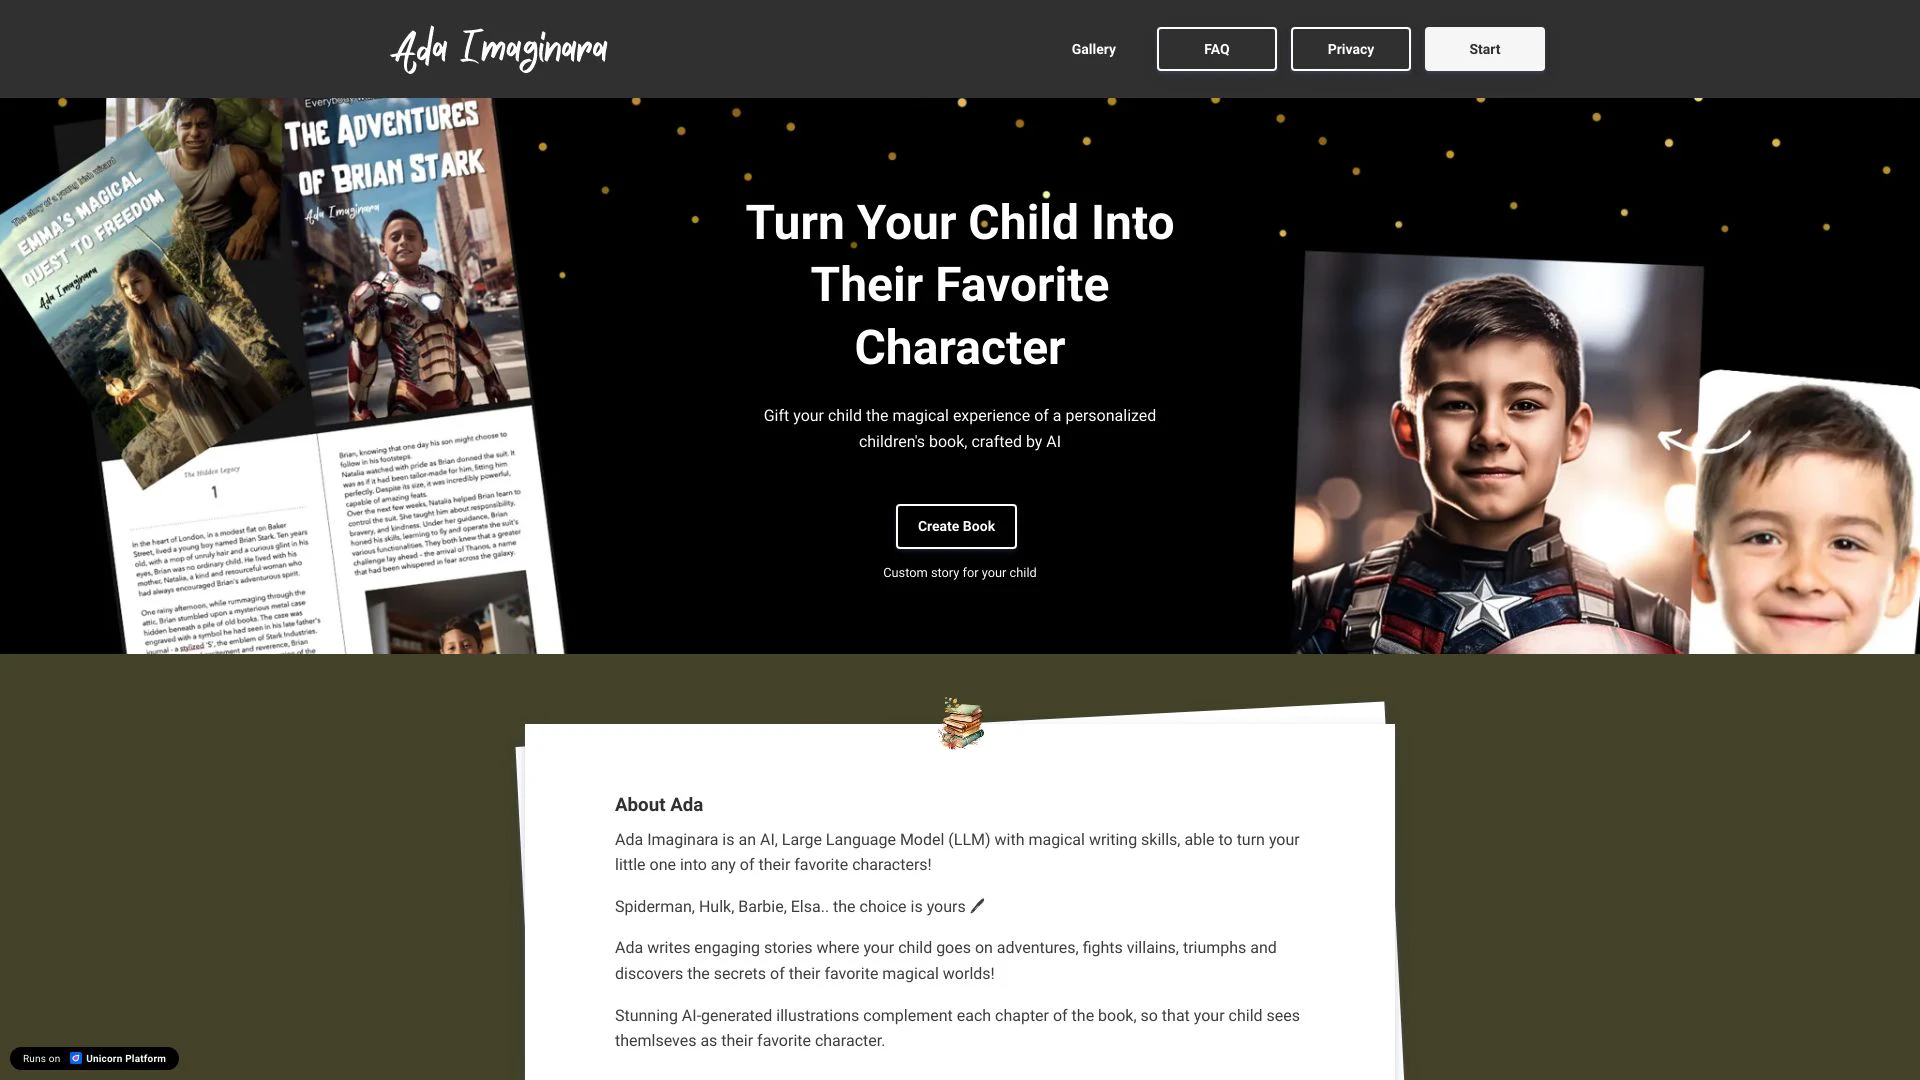 Ada Imaginara
Gallery
FAQ
Privacy
Start
The story of a young Irish wizard
EMMA'S MAGICAL
QUEST TO FREEDOM
Ada Imaginara
THE ADVENTURES
OF BRIAN STARK
Ada Imaginara
The Hidden Legacy
1
In the heart of London, in a modest flat on Baker
Street, lived a young boy named Brian Stark. Ten years
old, with a mop of unruly hair and a curious glint in his
eyes, Brian was no ordinary child. He lived with his
mother, Natalia, a kind and resourceful woman who
had always encouraged Brian's adventurous spirit.
One rainy afternoon, while rummaging through the
attic, Brian stumbled upon a mysterious metal case
hidden beneath a pile of old books. The case was
engraved with a symbol he had seen in his late father's
journal - a stylized 'S', the emblem of Stark Industries.
Brian, knowing that one day his son might choose to
follow in his footsteps.
Natalia watched with pride as Brian donned the suit. It
was as if it had been tailor-made for him, fitting him
perfectly. Despite its size, it was incredibly powerful,
capable of amazing feats.
Over the next few weeks, Natalia helped Brian learn to
control the suit. She taught him about responsibility,
bravery, and kindness. Under her guidance, Brian
honed his skills, learning to fly and operate the suit's
various functionalities. They both knew that a greater
challenge lay ahead - the arrival of Thanos, a name
that had been whispered in fear across the galaxy.
Turn Your Child Into
Their Favorite
Character
Gift your child the magical experience of a personalized
children's book, crafted by AI
Create Book
Custom story for your child
About Ada
Ada Imaginara is an AI, Large Language Model (LLM) with magical writing skills, able to turn your
little one into any of their favorite characters!
Spiderman, Hulk, Barbie, Elsa.. the choice is yours
Ada writes engaging stories where your child goes on adventures, fights villains, triumphs and
discovers the secrets of their favorite magical worlds!
Stunning AI-generated illustrations complement each chapter of the book, so that your child sees
themlseves as their favorite character.
Runs on Unicorn Platform